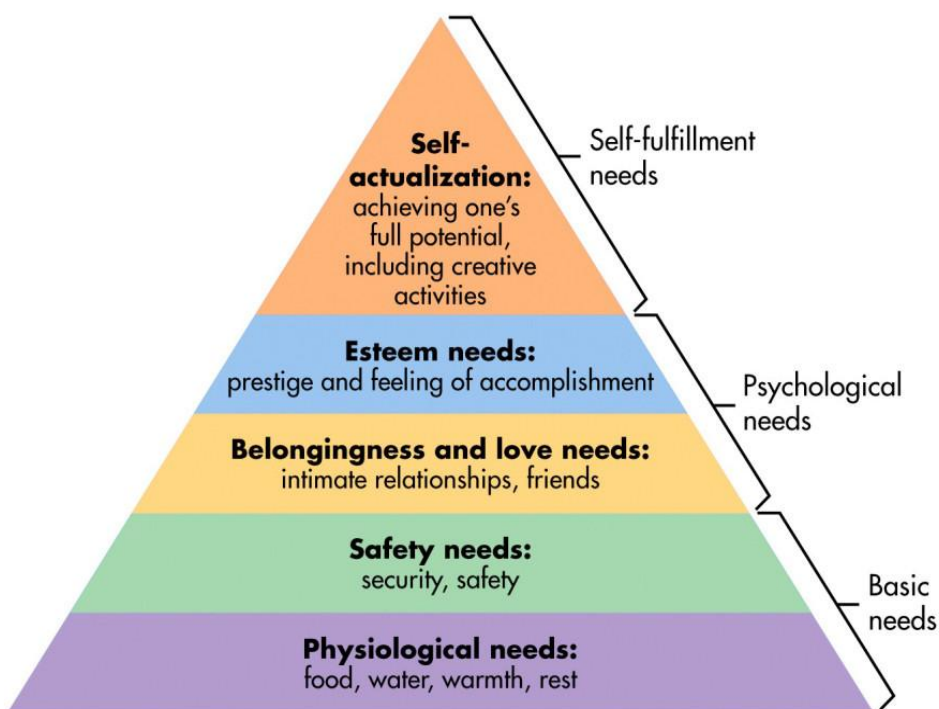 Self-
actualization:
achieving one's
full potential,
including creative
activities
Self-fulfillment
needs
Esteem needs:
prestige and feeling of accomplishment
Psychological
needs
Belongingness and love needs:
intimate relationships, friends
Safety needs:
security, safety
Basic
needs
Physiological needs:
food, water, warmth, rest